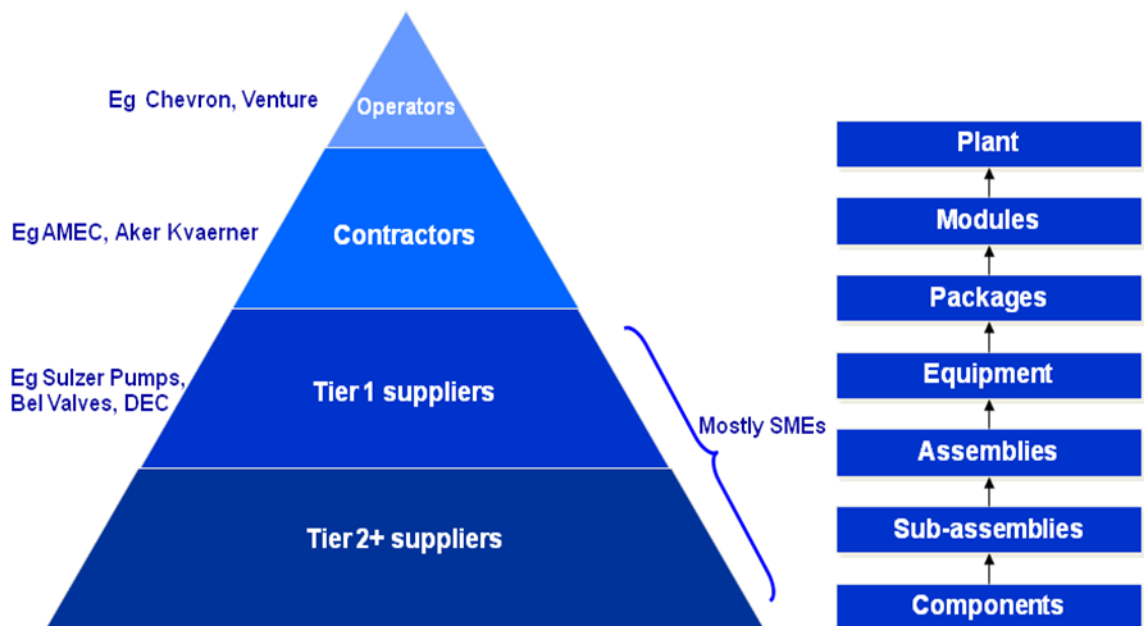 Eg Chevron, Venture
Operators
Eg AMEC, Aker Kvaerner
Contractors
Eg Sulzer Pumps,
Bel Valves, DEC
Tier 1 suppliers
Mostly SMEs
Tier 2+ suppliers
Plant
Modules
Packages
Equipment
Assemblies
Sub-assemblies
Components